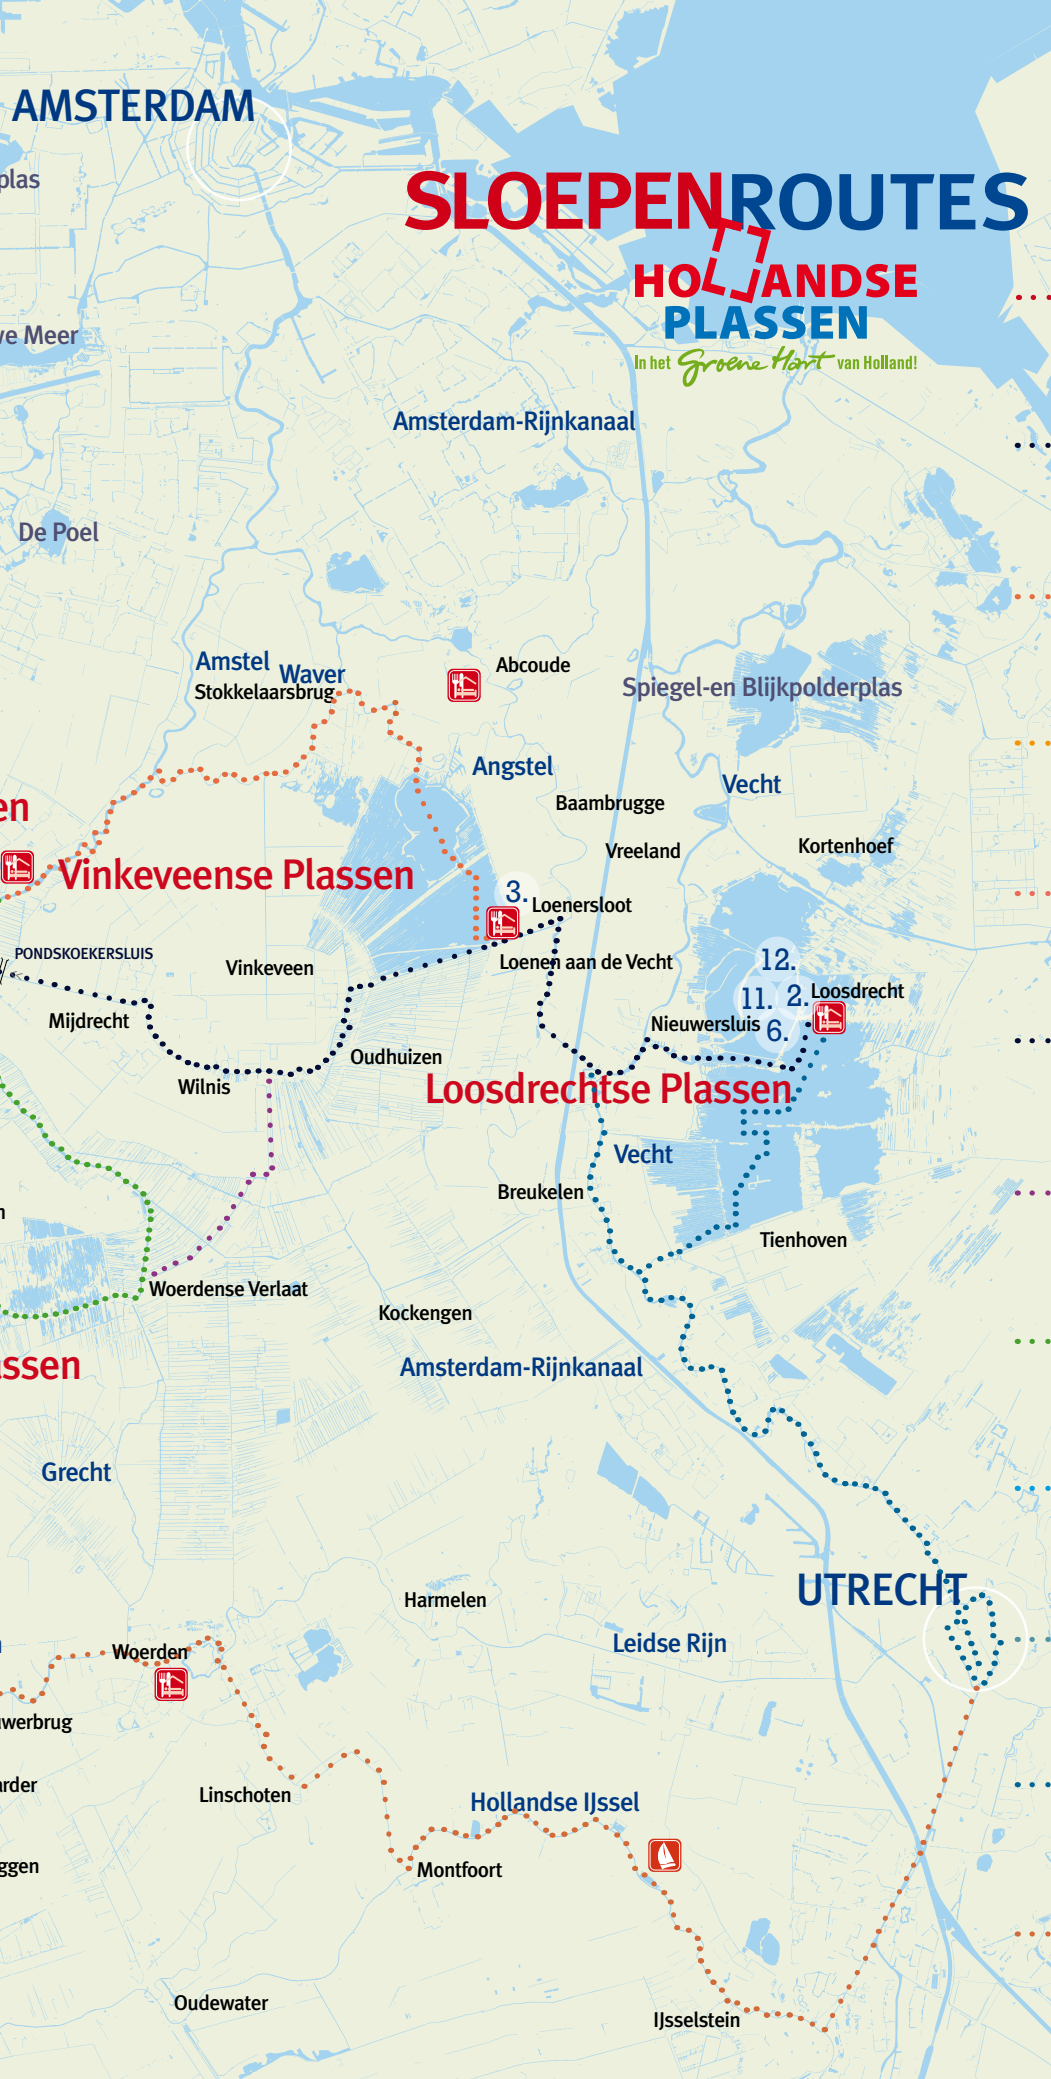 AMSTERDAM
plas
SLOEPENROUTES
HOLLANDSE
PLASSEN
In het Groene Hart van Holland!
ve Meer
Amsterdam-Rijnkanaal
De Poel
Amstel
Waver
Stokkelaarsbrug
Abcoude
Spiegel-en Blijkpolderplas
Angstel
Vecht
Baambrugge
en
Vreeland
Kortenhoef
Vinkeveense Plassen
3.
Loenersloot
PONDSKOEKERSLUIS
Vinkeveen
Loenen aan de Vecht
12.
11.
2.
Loosdrecht
Mijdrecht
Nieuwersluis
6.
Oudhuizen
Wilnis
Loosdrechtse Plassen
Vecht
Breukelen
n
Tienhoven
Woerdense Verlaat
Kockengen
assen
Amsterdam-Rijnkanaal
Grecht
UTRECHT
Harmelen
Leidse Rijn
Woerden
uwerbrug
arder
Linschoten
Hollandse IJssel
ggen
Montfoort
Oudewater
IJsselstein